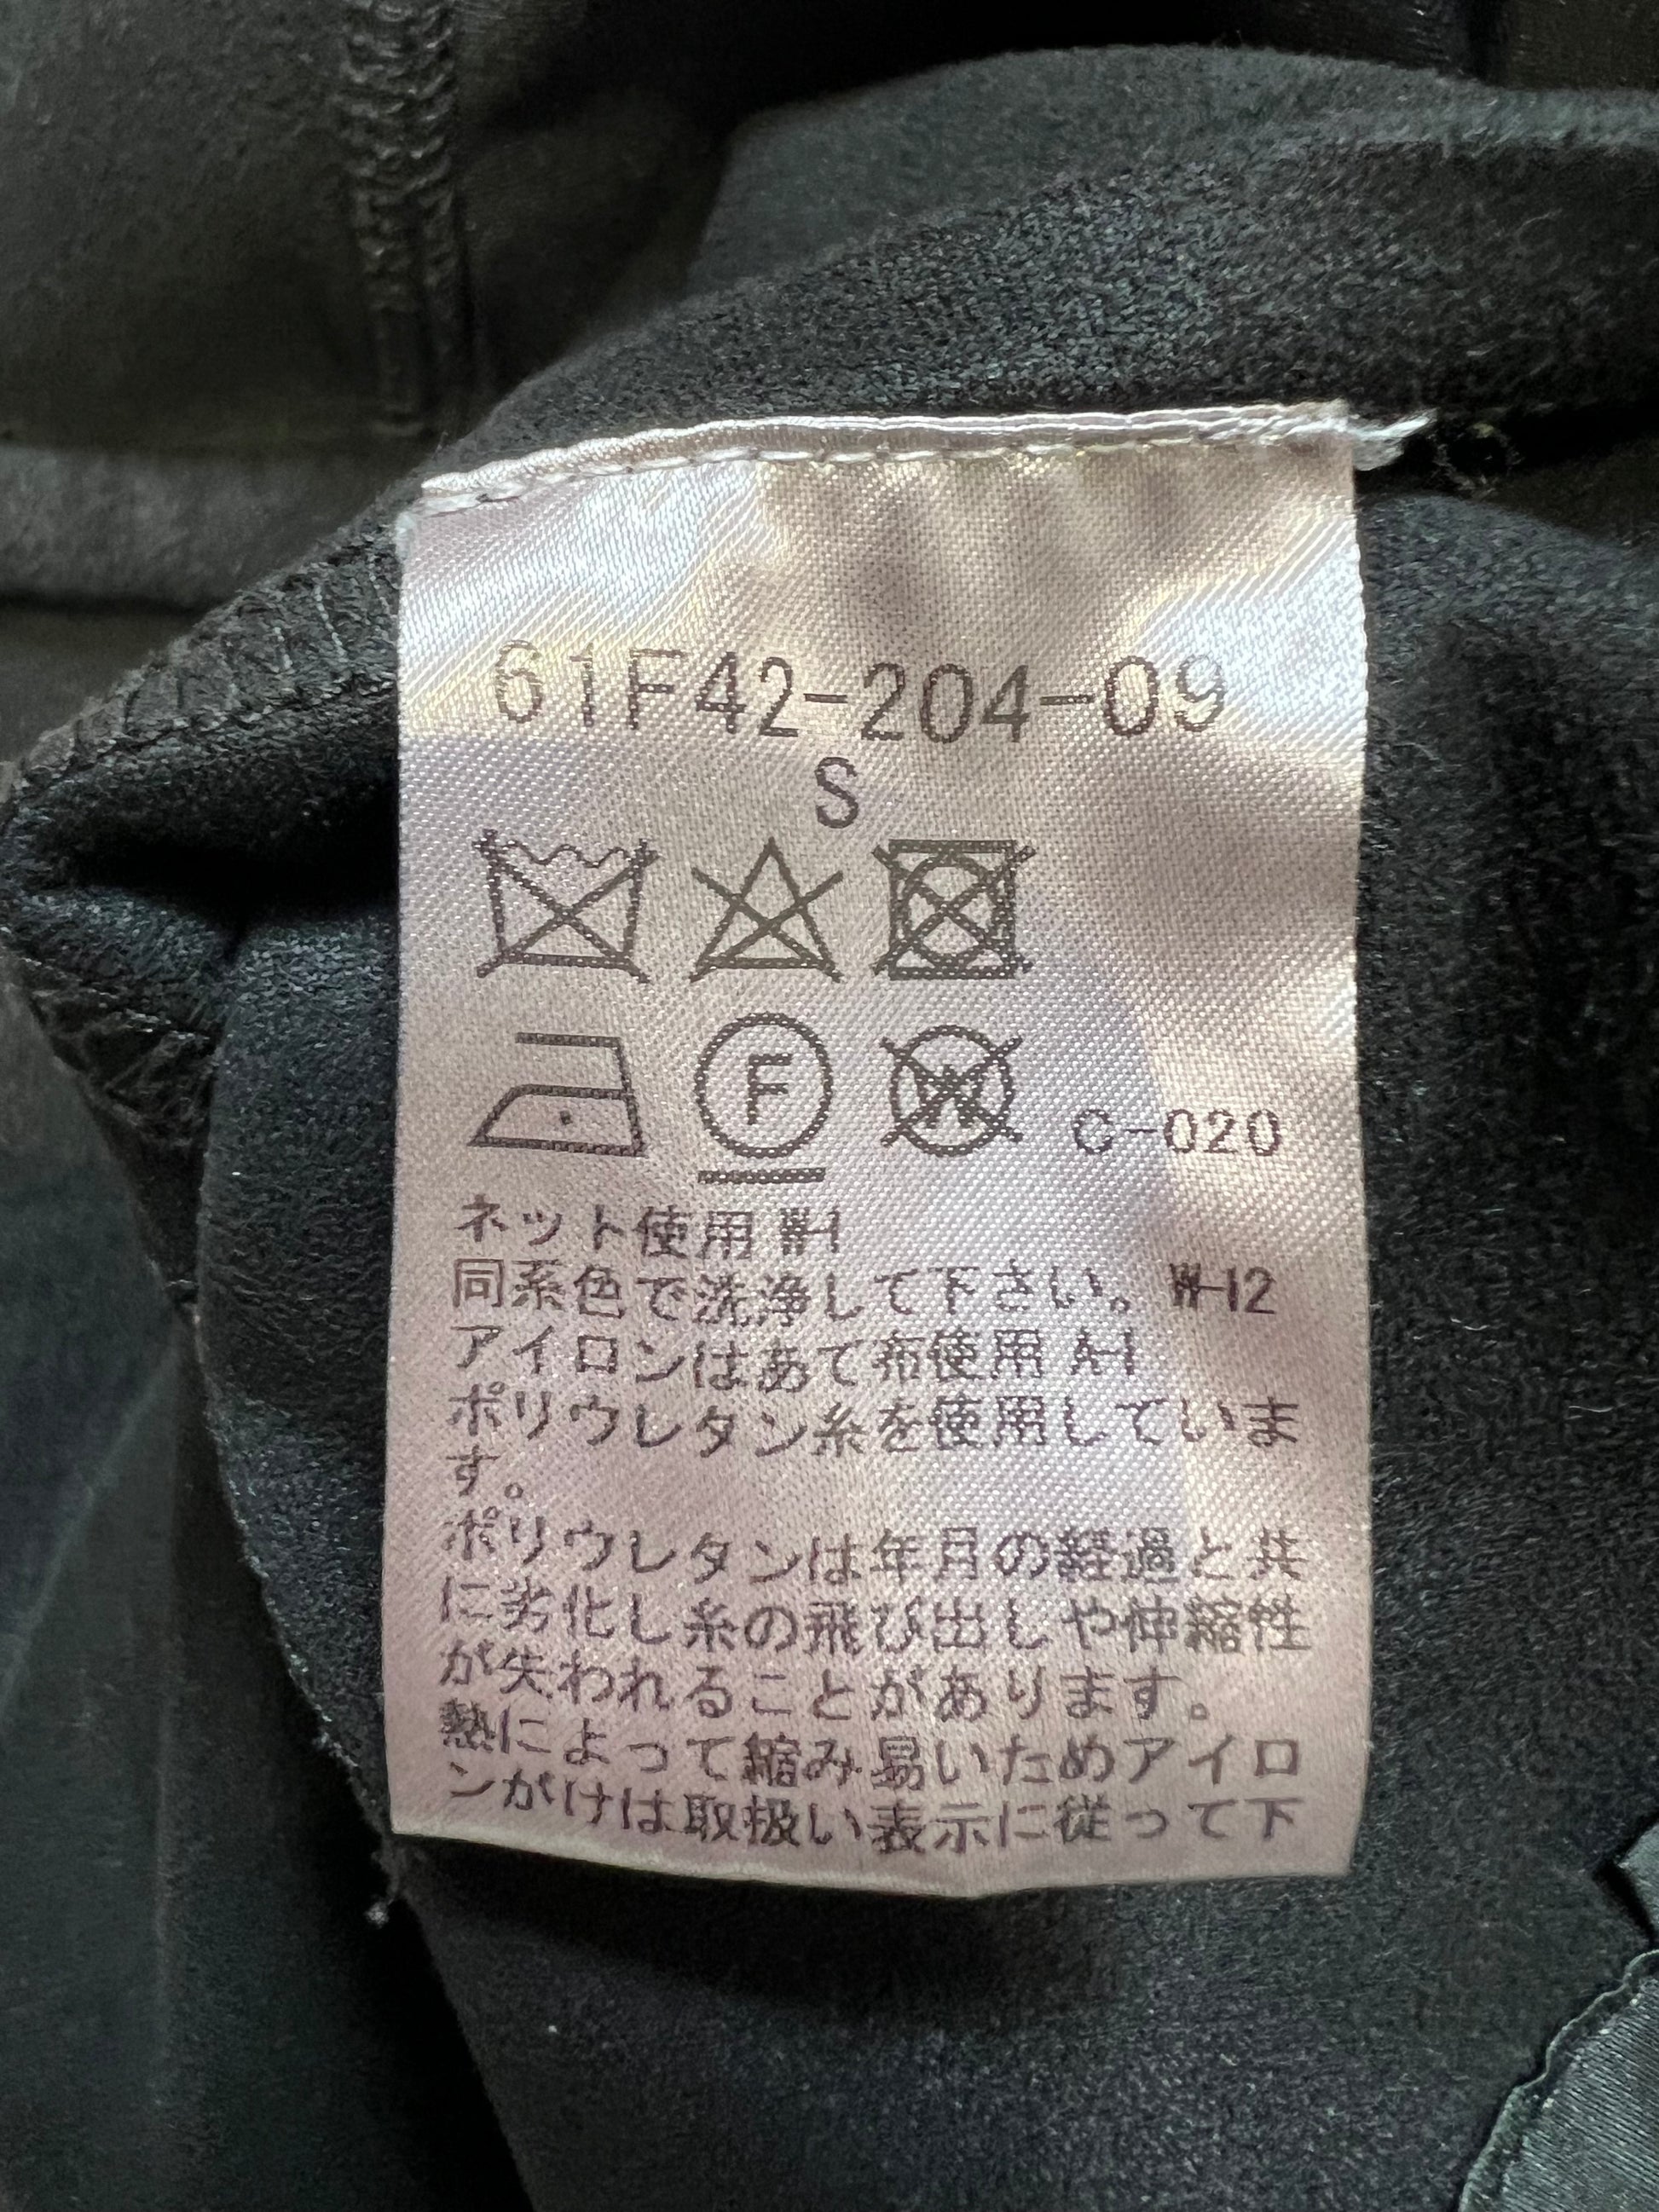 61F42-204-09
S
F
W
C-020
ネット使用 W-1
同系色で洗浄して下さい。 W-12
アイロンはあて布使用 A-1
ポリウレタン糸を使用していま
す。
ポリウレタンは年月の経過と共
に劣化し糸の飛び出しや伸縮性
が失われることがあります。
熱によって縮み易いためアイロ
ンがけは取扱い表示に従って下